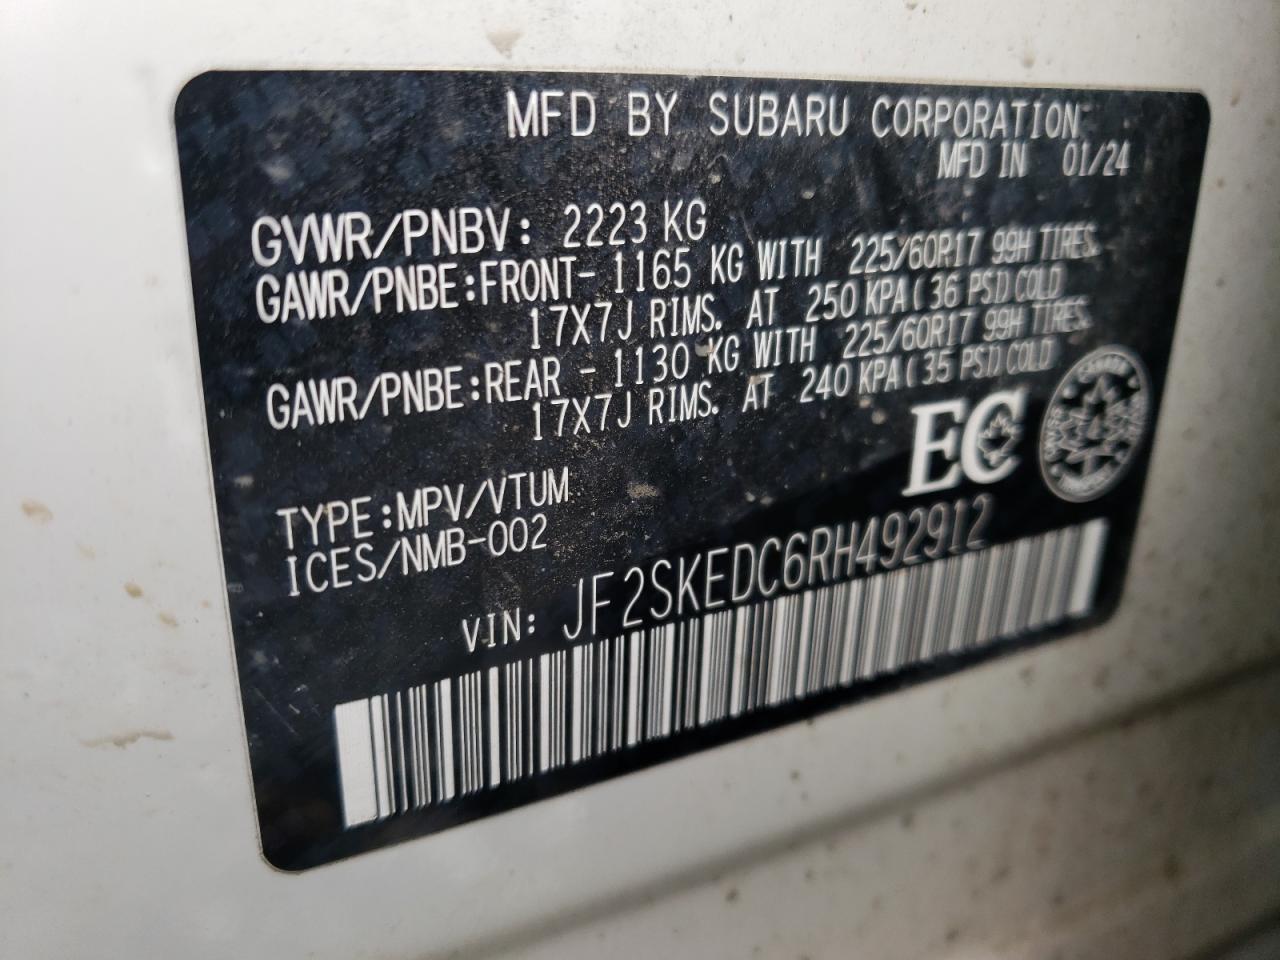 MFD BY SUBARU CORPORATION
MFD IN 01/24
GVWR/PNBV: 2223 KG
GAWR/PNBE:FRONT- 1165 KG WITH 225/60R17 99H TIRES.
17X7J RIMS. AT 250 KPA( 36 PSI)COLD
GAWR/PNBE:REAR - 1130 KG WITH 225/60R17 99H TIRES.
17X7J RIMS. AT 240 KPA( 35 PSI)COLD
EC
TYPE:MPV/VTUM
ICES/NMB-002
VIN: JF2SKEDC6RH492912